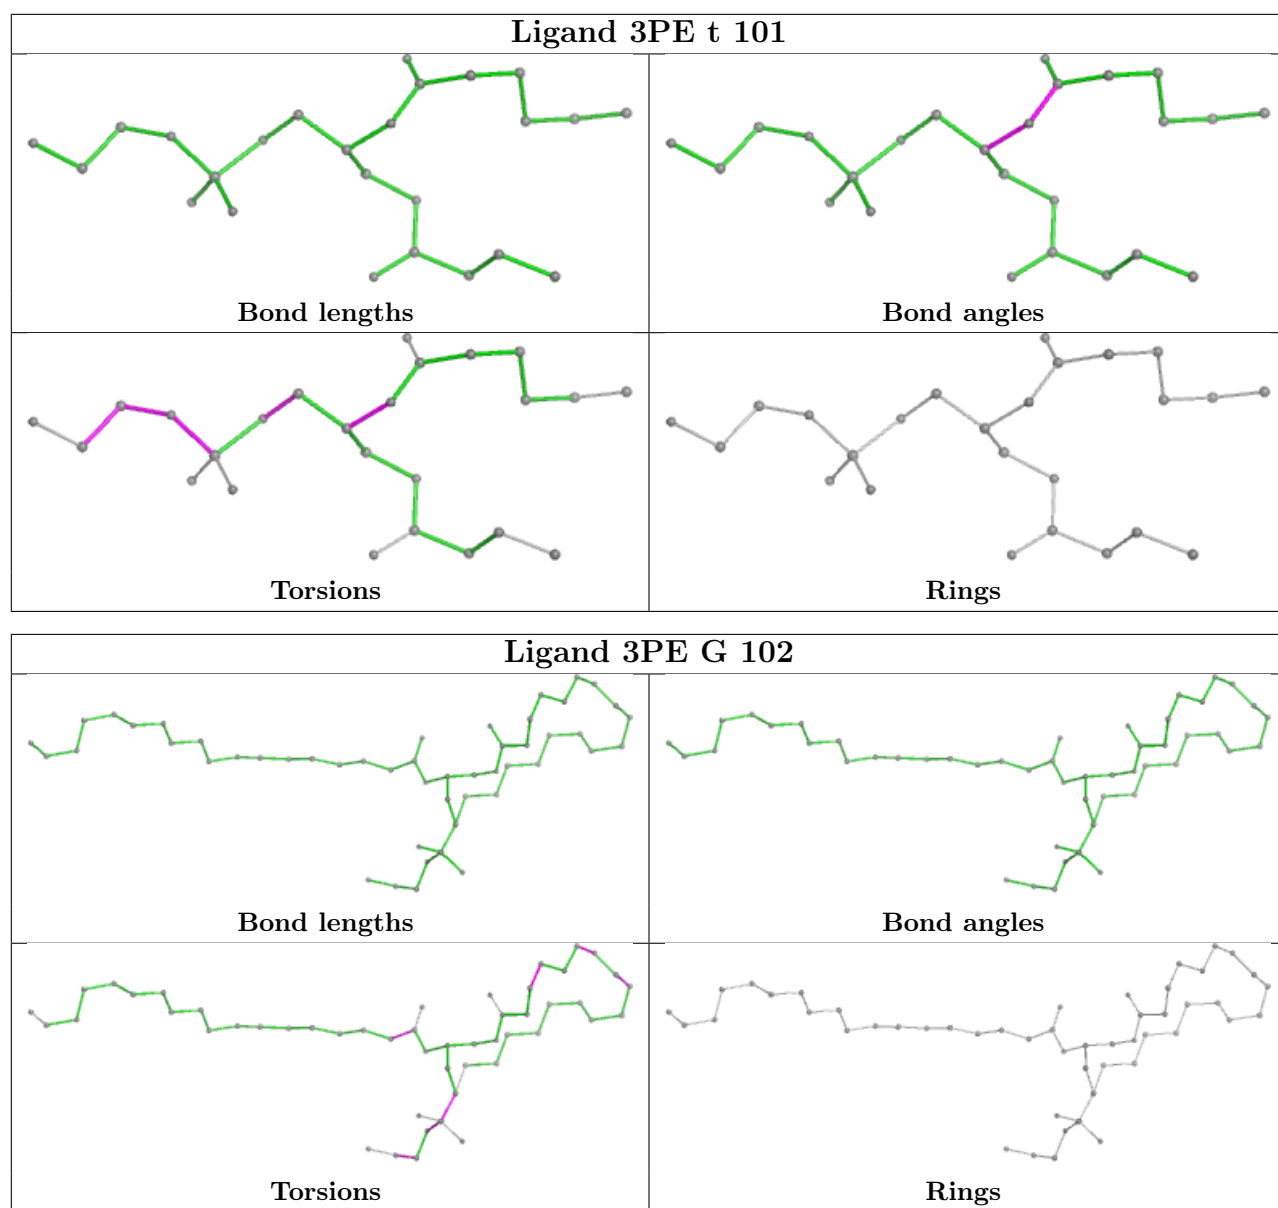 Ligand 3PE t 101
Bond lengths
Bond angles
Torsions
Rings
Ligand 3PE G 102
Bond lengths
Bond angles
Torsions
Rings